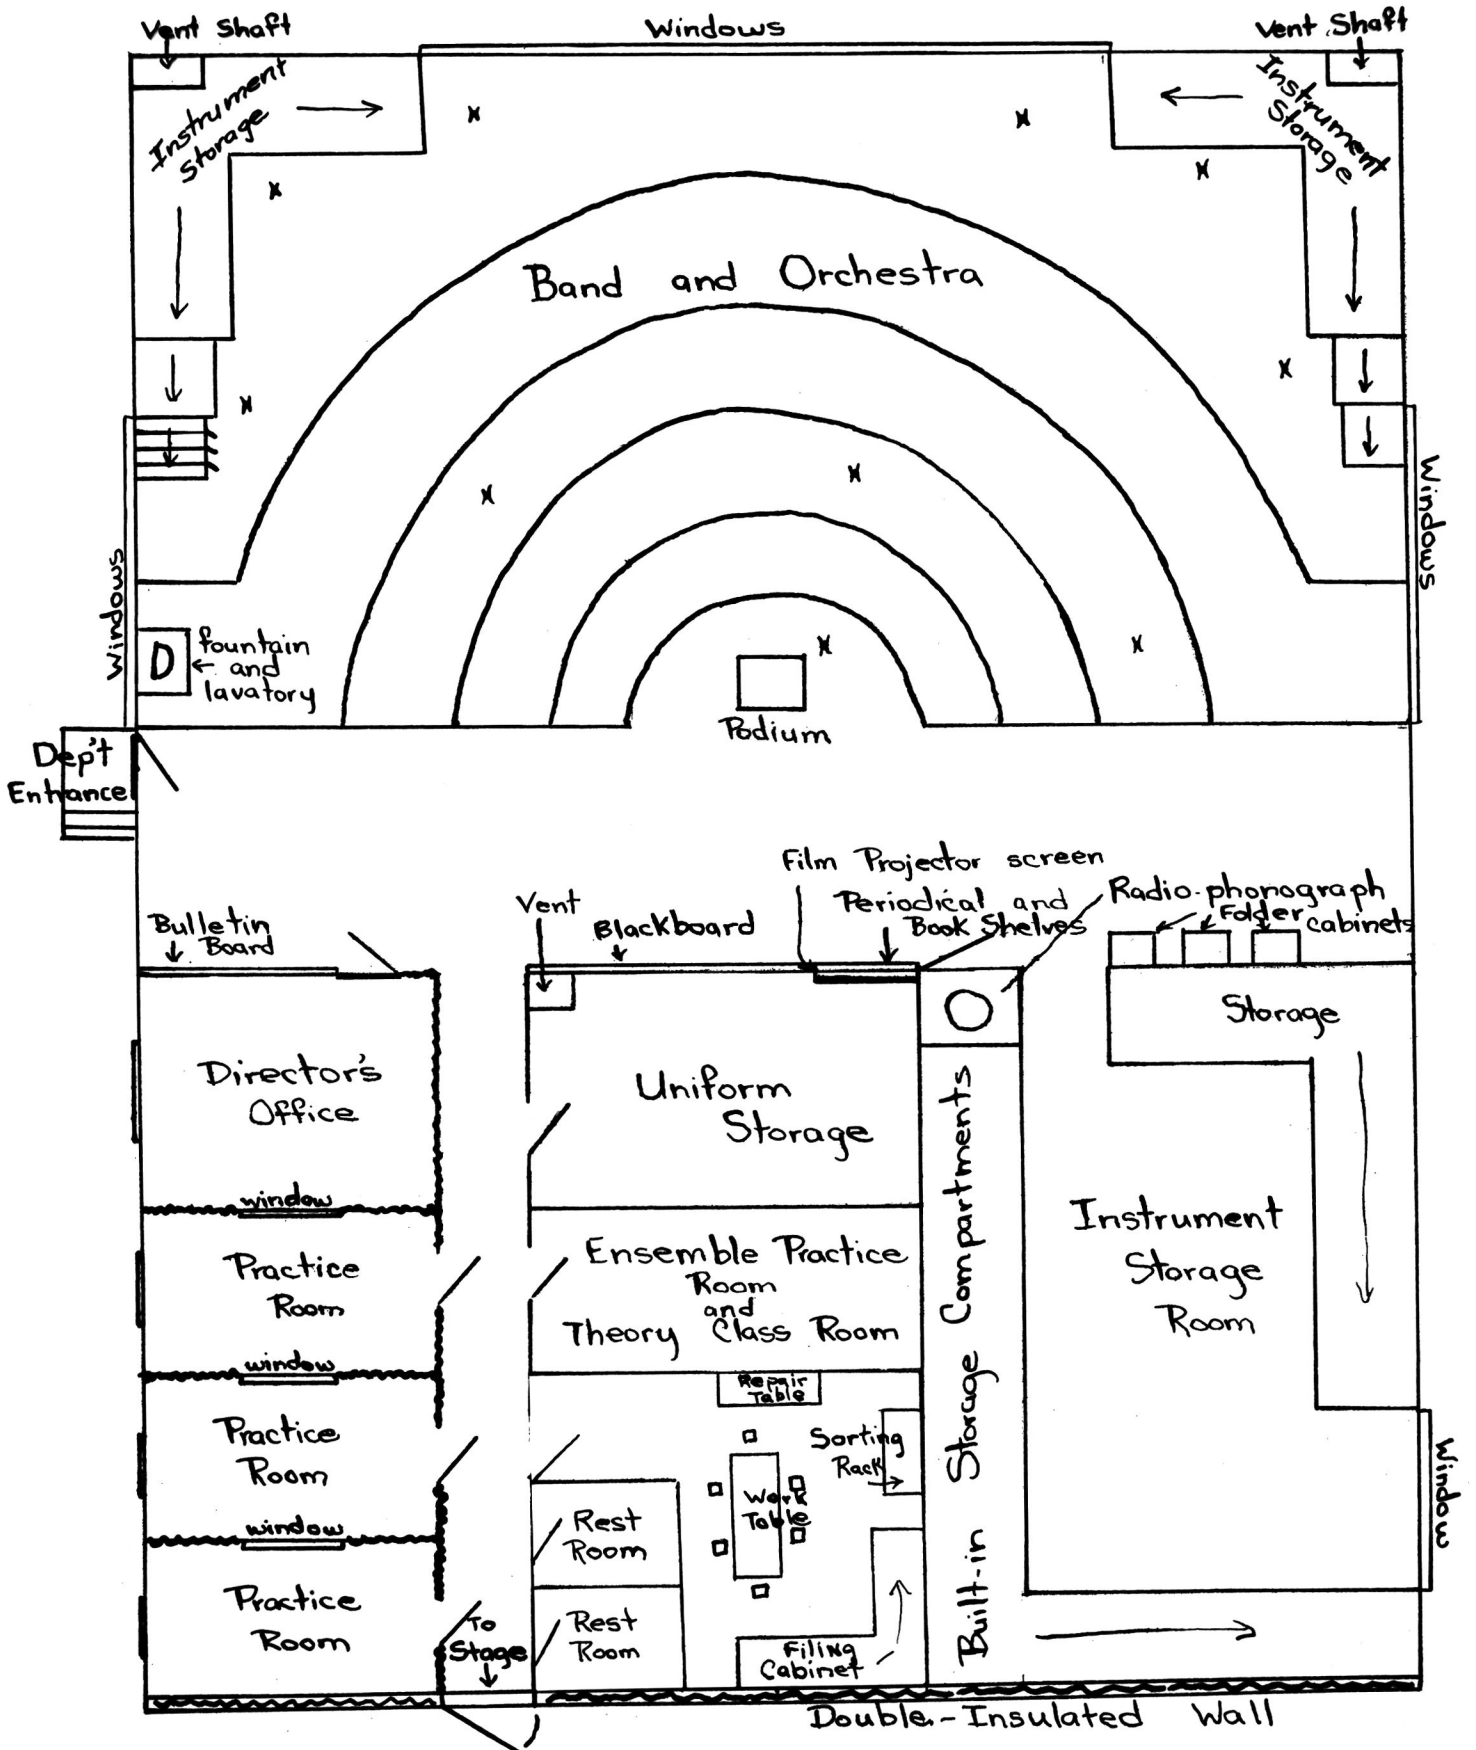 Vent Shaft
Windows
Vent Shaft
Instrument
Storage
Instrument
Storage
Band and Orchestra
Windows
Windows
D
fountain
and
lavatory
Podium
Dep't
Entrance
Film Projector screen
Periodical and
Book Shelves
Radio-phonograph
Folder
cabinets
Vent
Blackboard
Bulletin
Board
Storage
Director's
Office
Uniform
Storage
window
Practice
Room
Ensemble Practice
Room
and
Theory Class Room
Built-in Storage Compartments
Instrument
Storage
Room
window
Practice
Room
Repair
Table
Sorting
Rack
Work
Table
Window
window
Rest
Room
Practice
Room
To
Stage
Rest
Room
Filing
Cabinet
Double-Insulated Wall